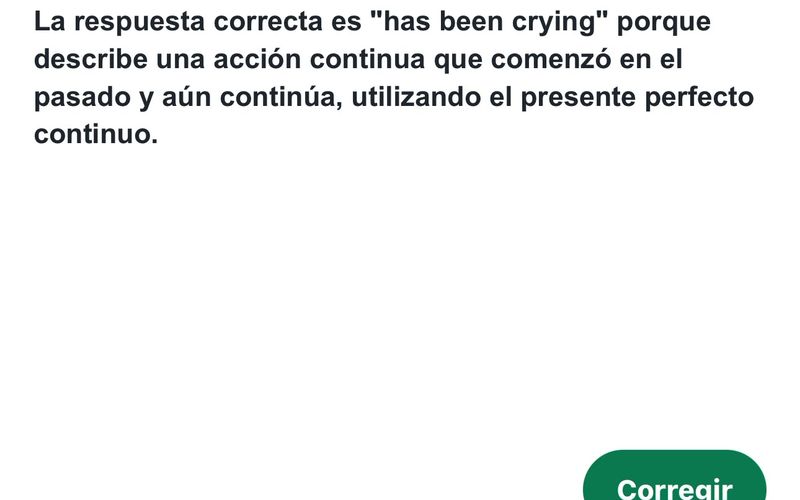 La respuesta correcta es "has been crying" porque
describe una acción continua que comenzó en el
pasado y aún continúa, utilizando el presente perfecto
continuo.
Corregir